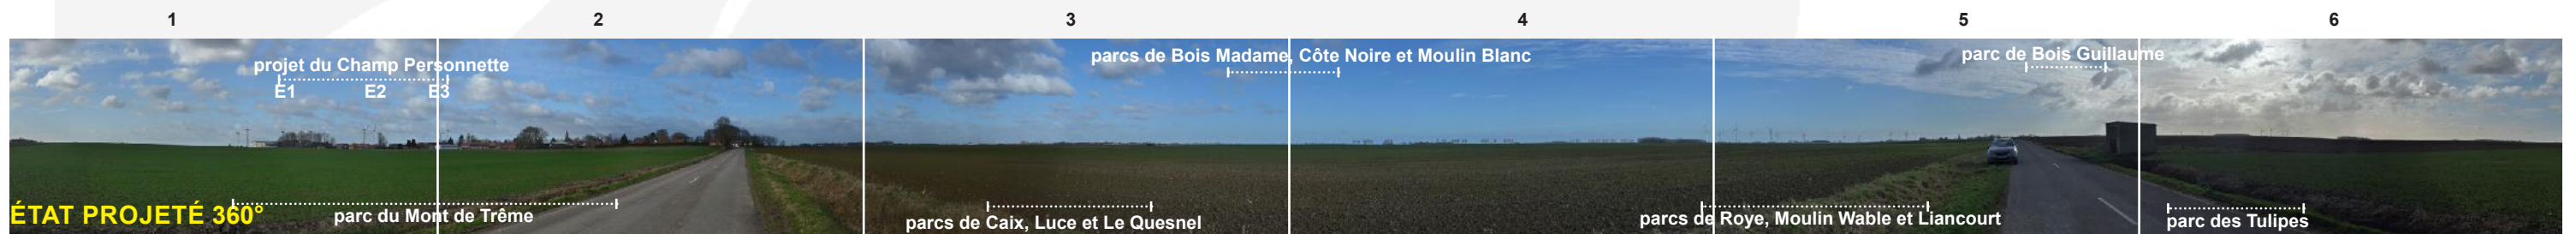 1 2 3 4 5 6
projet du Champ Personnette
E1 E2 E3
parcs de Bois Madame, Côte Noire et Moulin Blanc
parc de Bois Guillaume
ÉTAT PROJETÉ 360°
parc du Mont de Trême
parcs de Caix, Luce et Le Quesnel
parcs de Roye, Moulin Wable et Liancourt
parc des Tulipes